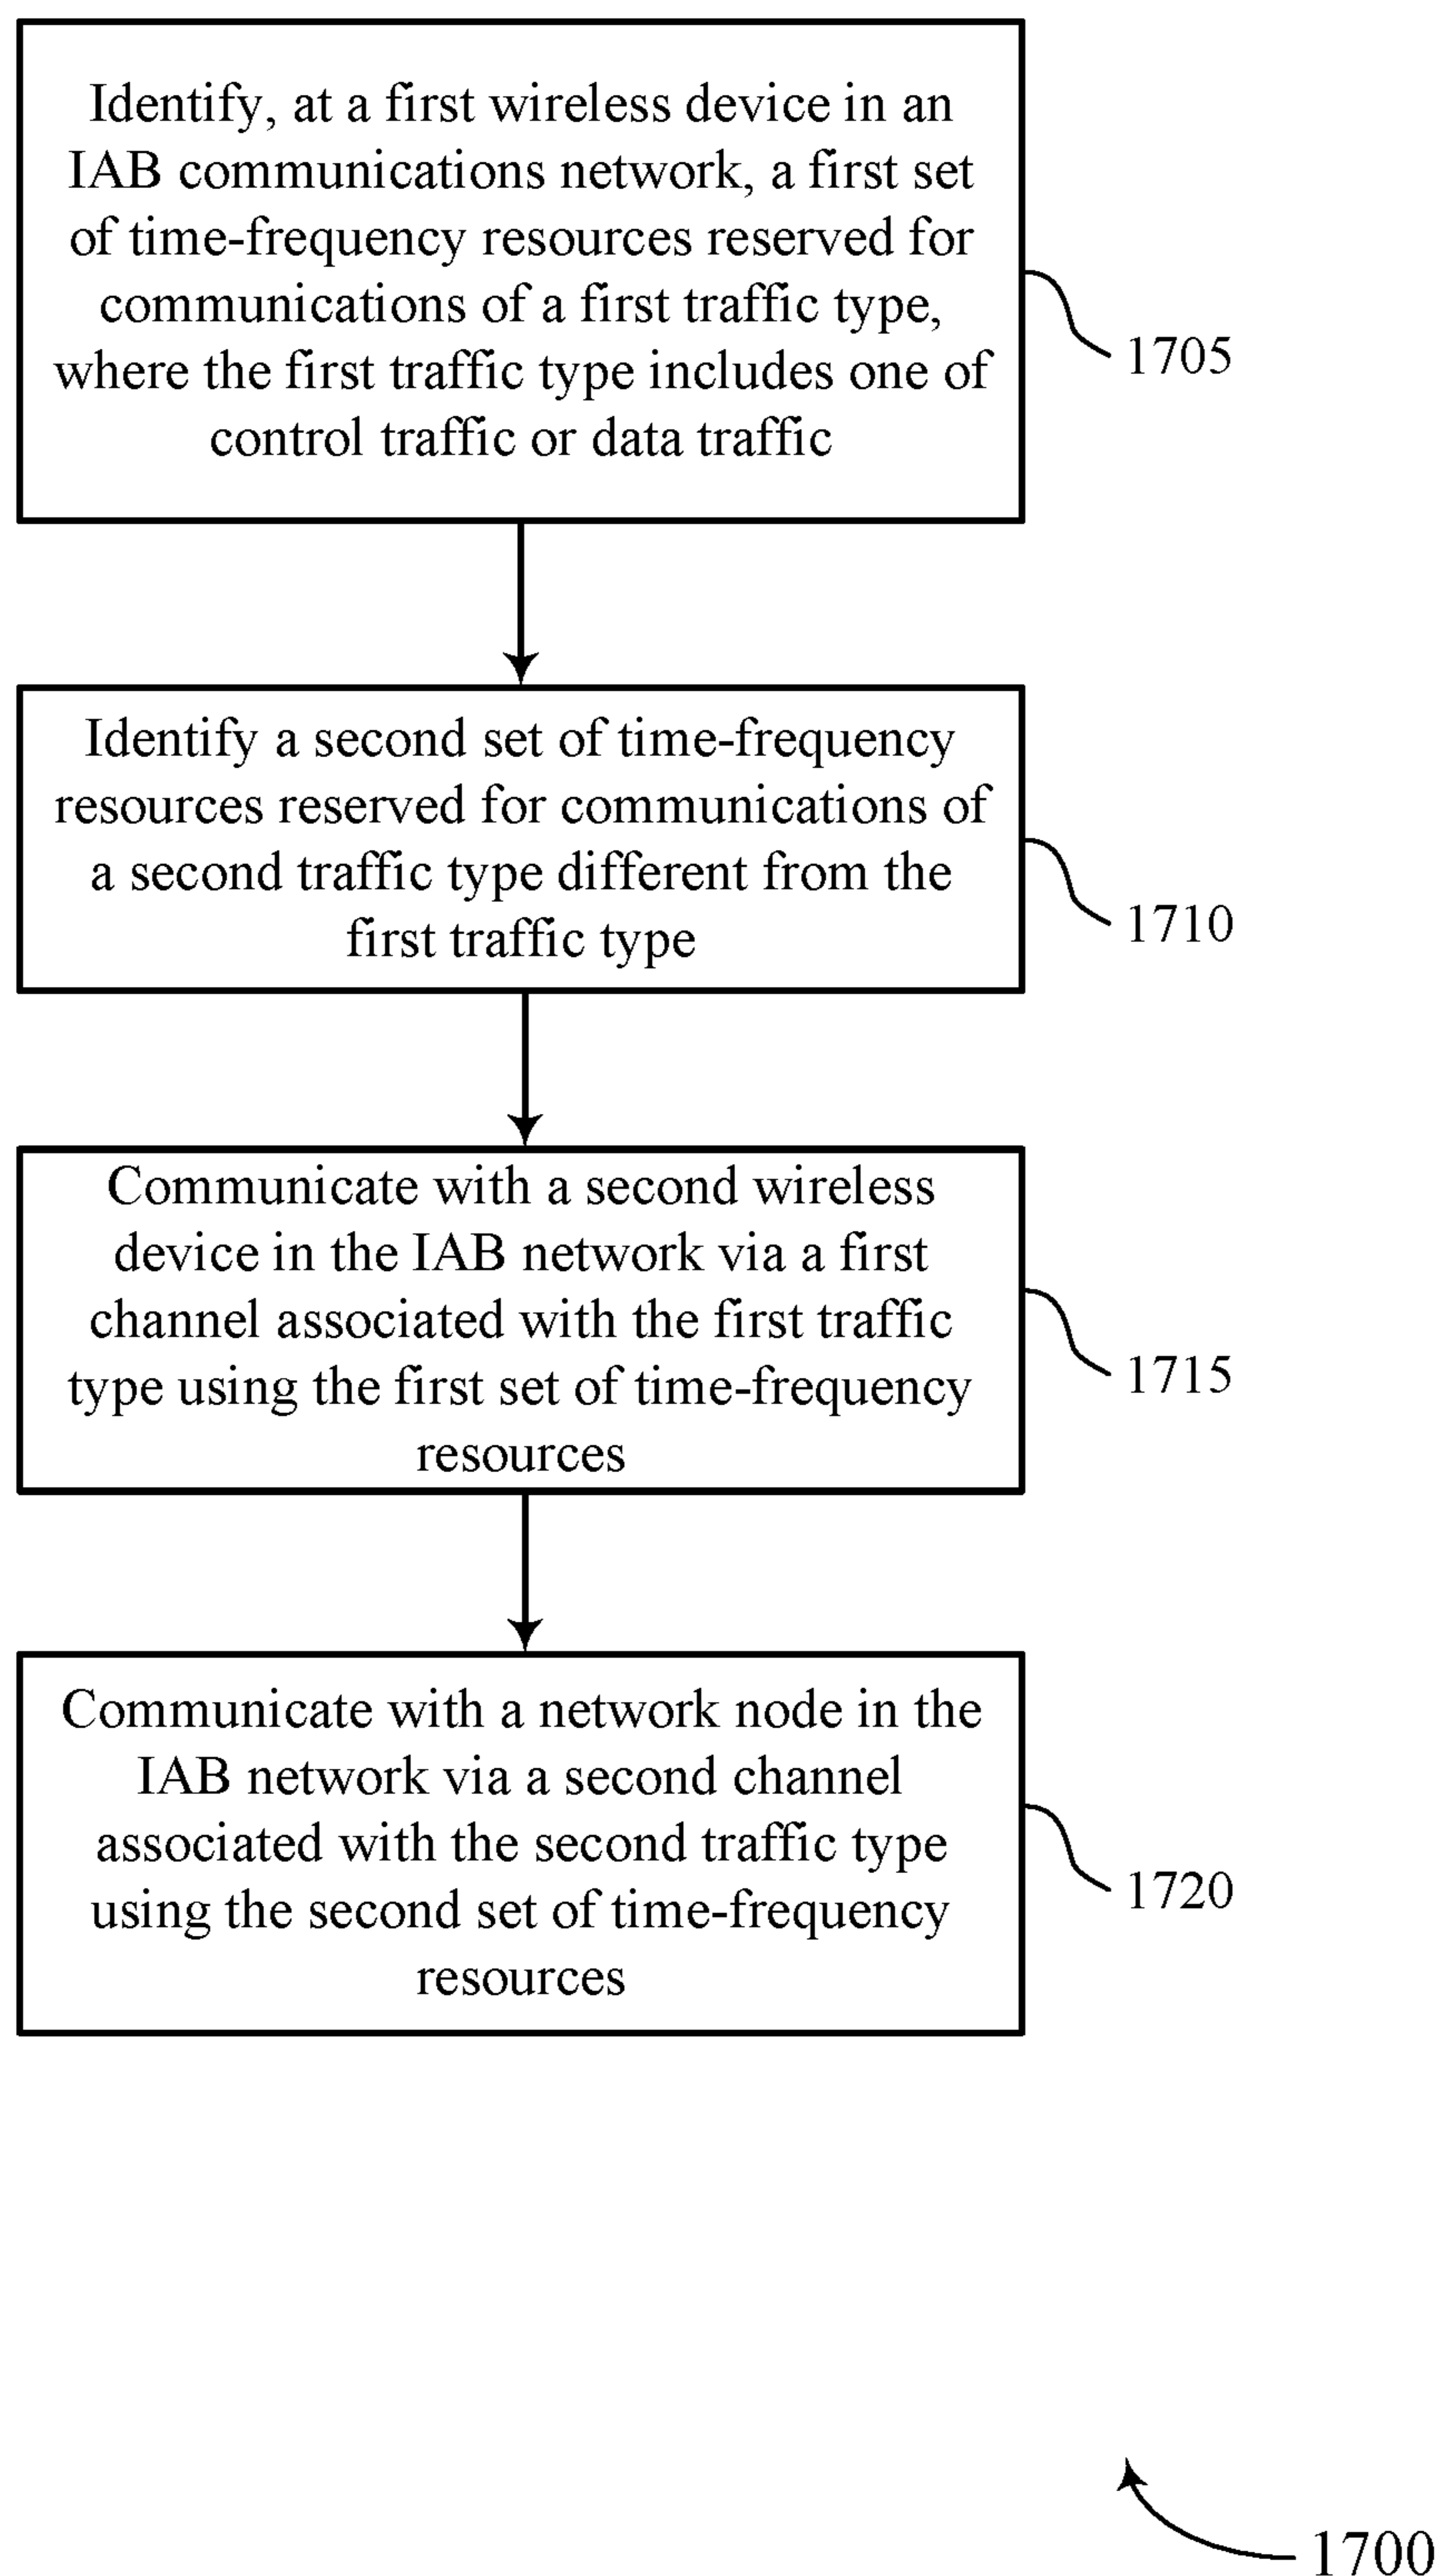 Identify, at a first wireless device in an
IAB communications network, a first set
of time-frequency resources reserved for
communications of a first traffic type,
where the first traffic type includes one of
control traffic or data traffic
1705
Identify a second set of time-frequency
resources reserved for communications of
a second traffic type different from the
first traffic type
1710
Communicate with a second wireless
device in the IAB network via a first
channel associated with the first traffic
type using the first set of time-frequency
resources
1715
Communicate with a network node in the
IAB network via a second channel
associated with the second traffic type
using the second set of time-frequency
resources
1720
1700